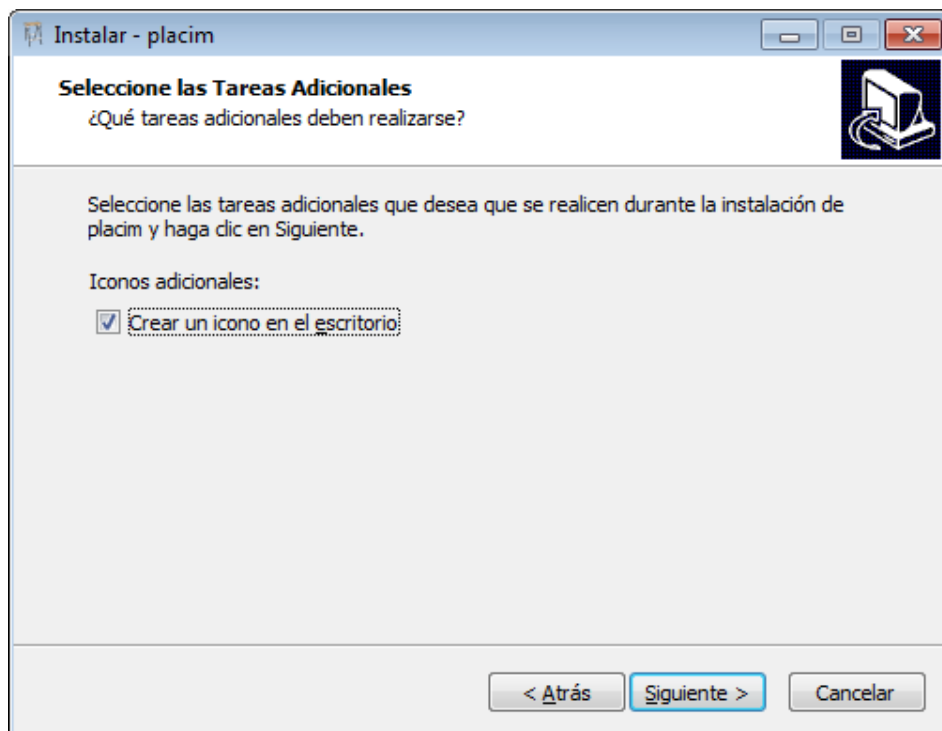 Instalar - placim
Seleccione las Tareas Adicionales
¿Qué tareas adicionales deben realizarse?
Seleccione las tareas adicionales que desea que se realicen durante la instalación de
placim y haga clic en Siguiente.
Iconos adicionales:
Crear un icono en el escritorio
< Atrás
Siguiente >
Cancelar